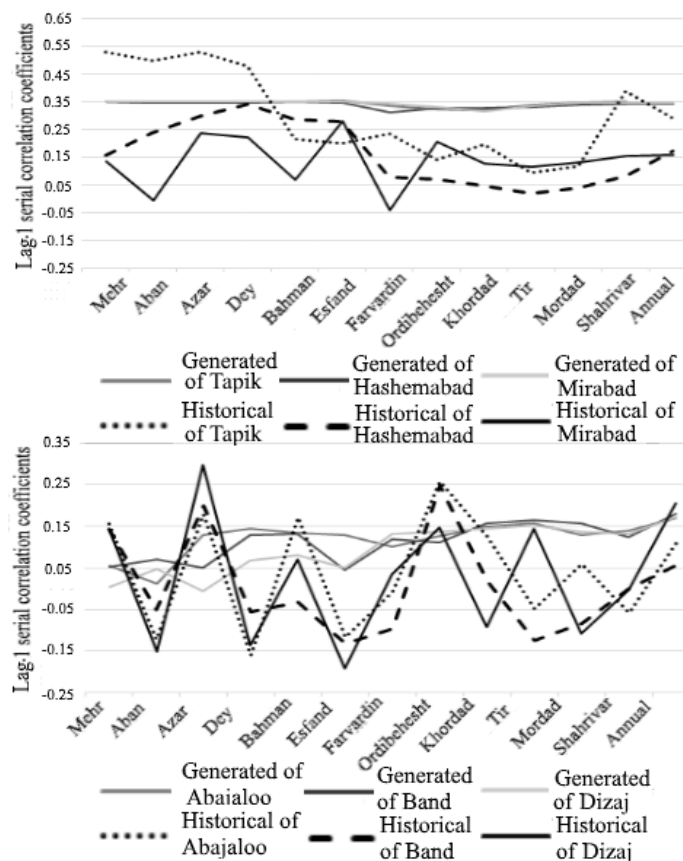 Lag-1 serial correlation coefficients
0.65
0.55
0.45
0.35
0.25
0.15
0.05
-0.05
-0.15
-0.25
Mehr
Aban
Azar
Dey
Bahman
Esfand
Farvardin
Ordibehesht
Khordad
Tir
Mordad
Shahrivar
Annual
Generated of Tapik
Generated of Hashemabad
Generated of Mirabad
Historical of Tapik
Historical of Hashemabad
Historical of Mirabad
Lag-1 serial correlation coefficients
0.35
0.25
0.15
0.05
-0.05
-0.15
-0.25
Mehr
Aban
Azar
Dey
Bahman
Esfand
Farvardin
Ordibehesht
Khordad
Tir
Mordad
Shahrivar
Annual
Generated of
Abaialoo
Generated
of Band
Generated
of Dizaj
Historical of
Abajaloo
Historical
of Band
Historical
of Dizaj